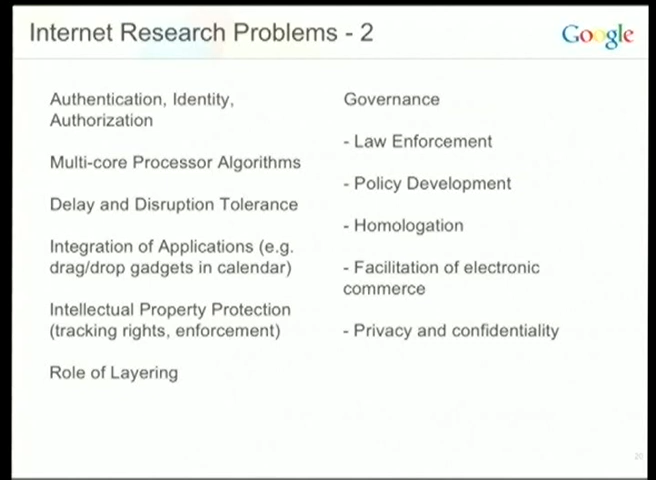 Internet Research Problems - 2
Google
Authentication, Identity,
Authorization
Multi-core Processor Algorithms
Delay and Disruption Tolerance
Integration of Applications (e.g.
drag/drop gadgets in calendar)
Intellectual Property Protection
(tracking rights, enforcement)
Role of Layering
Governance
- Law Enforcement
- Policy Development
- Homologation
- Facilitation of electronic
commerce
- Privacy and confidentiality
20